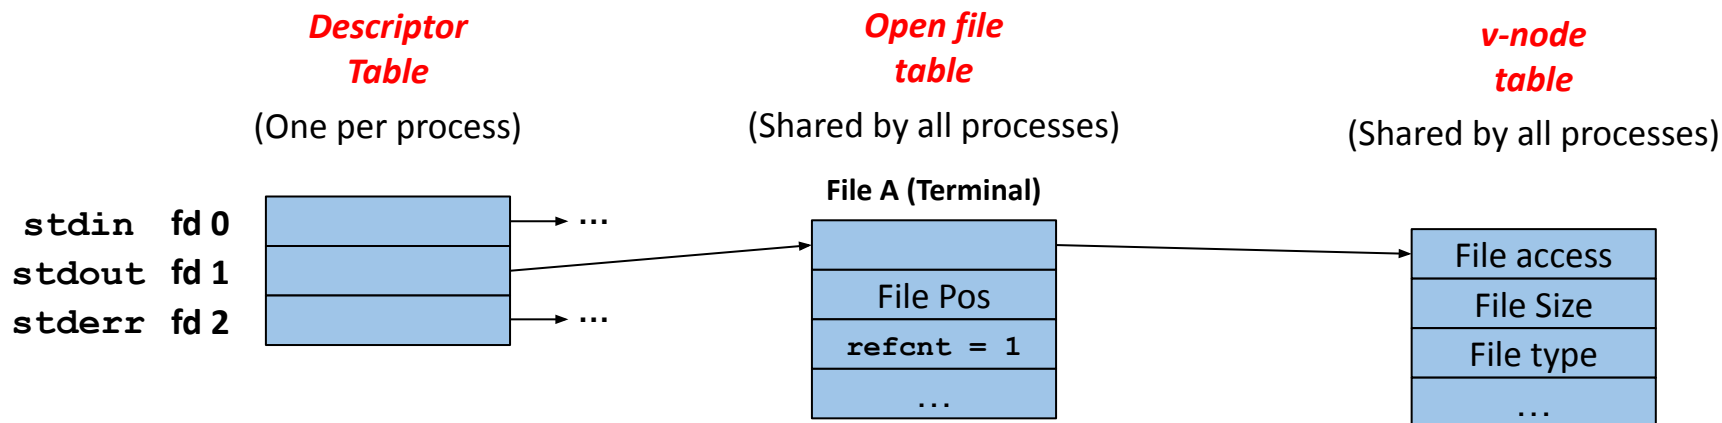 Descriptor
Table
(One per process)
Open file
table
(Shared by all processes)
v-node
table
(Shared by all processes)
stdin fd 0
stdout fd 1
stderr fd 2
...
...
File A (Terminal)
File Pos
refcnt = 1
...
File access
File Size
File type
...